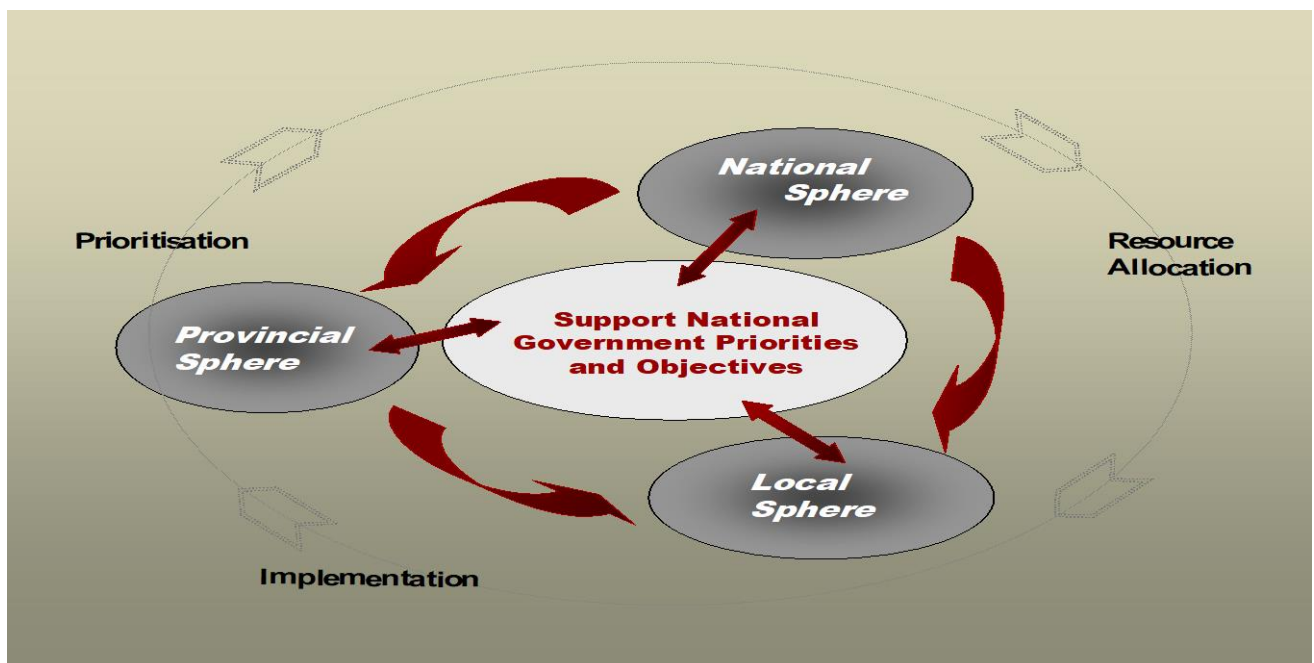 National
Sphere
Prioritisation
Resource
Allocation
Support National
Government Priorities
and Objectives
Provincial
Sphere
Local
Sphere
Implementation